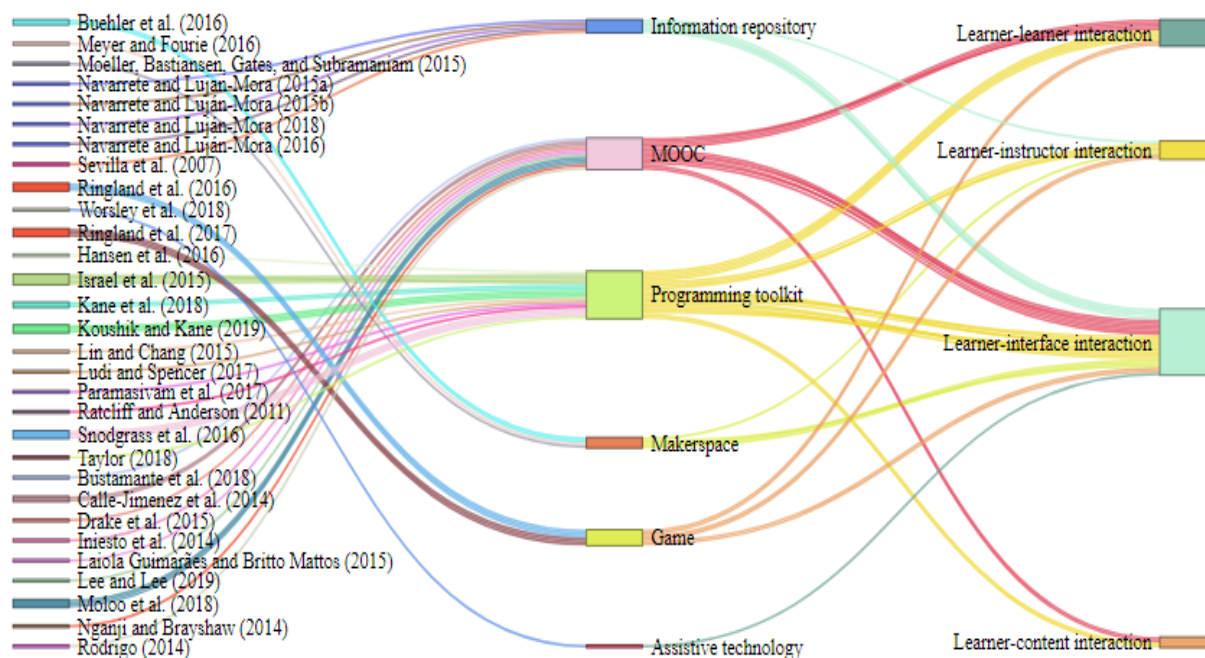 Buehler et al. (2016)
Meyer and Fourie (2016)
Moeller, Bastiansen, Gates, and Subramaniam (2015)
Navarrete and Luján-Mora (2015a)
Navarrete and Luján-Mora (2015b)
Navarrete and Luján-Mora (2018)
Navarrete and Luján-Mora (2016)
Sevilla et al. (2007)
Ringland et al. (2016)
Worsley et al. (2018)
Ringland et al. (2017)
Hansen et al. (2016)
Israel et al. (2015)
Kane et al. (2018)
Koushik and Kane (2019)
Lin and Chang (2015)
Ludi and Spencer (2017)
Paramasivam et al. (2017)
Ratcliff and Anderson (2011)
Snodgrass et al. (2016)
Taylor (2018)
Bustamante et al. (2018)
Calle-Jimenez et al. (2014)
Drake et al. (2015)
Iniesto et al. (2014)
Laiola Guimarães and Britto Mattos (2015)
Lee and Lee (2019)
Moloo et al. (2018)
Nganji and Brayshaw (2014)
Rodrigo (2014)
Information repository
MOOC
Programming toolkit
Makerspace
Game
Assistive technology
Learner-learner interaction
Learner-instructor interaction
Learner-interface interaction
Learner-content interaction